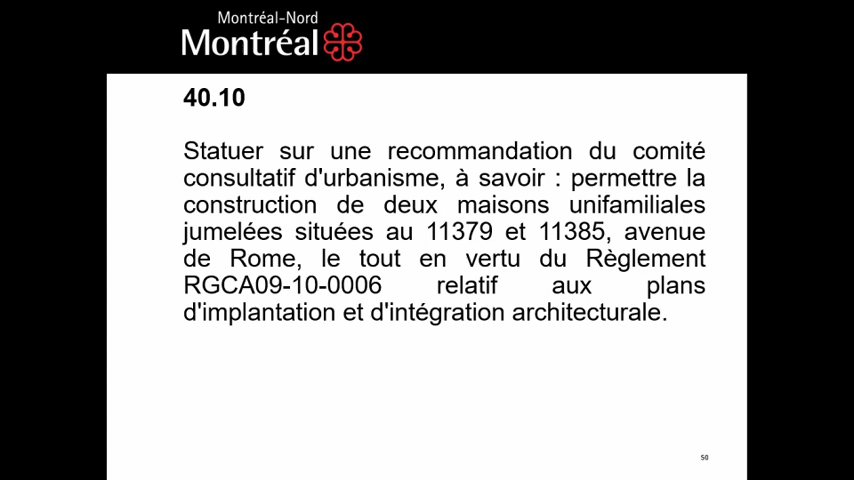 Montréal-Nord
Montréal
40.10
Statuer sur une recommandation du comité
consultatif d'urbanisme, à savoir : permettre la
construction de deux maisons unifamiliales
jumelées situées au 11379 et 11385, avenue
de Rome, le tout en vertu du Règlement
RGCA09-10-0006 relatif aux plans
d'implantation et d'intégration architecturale.
50